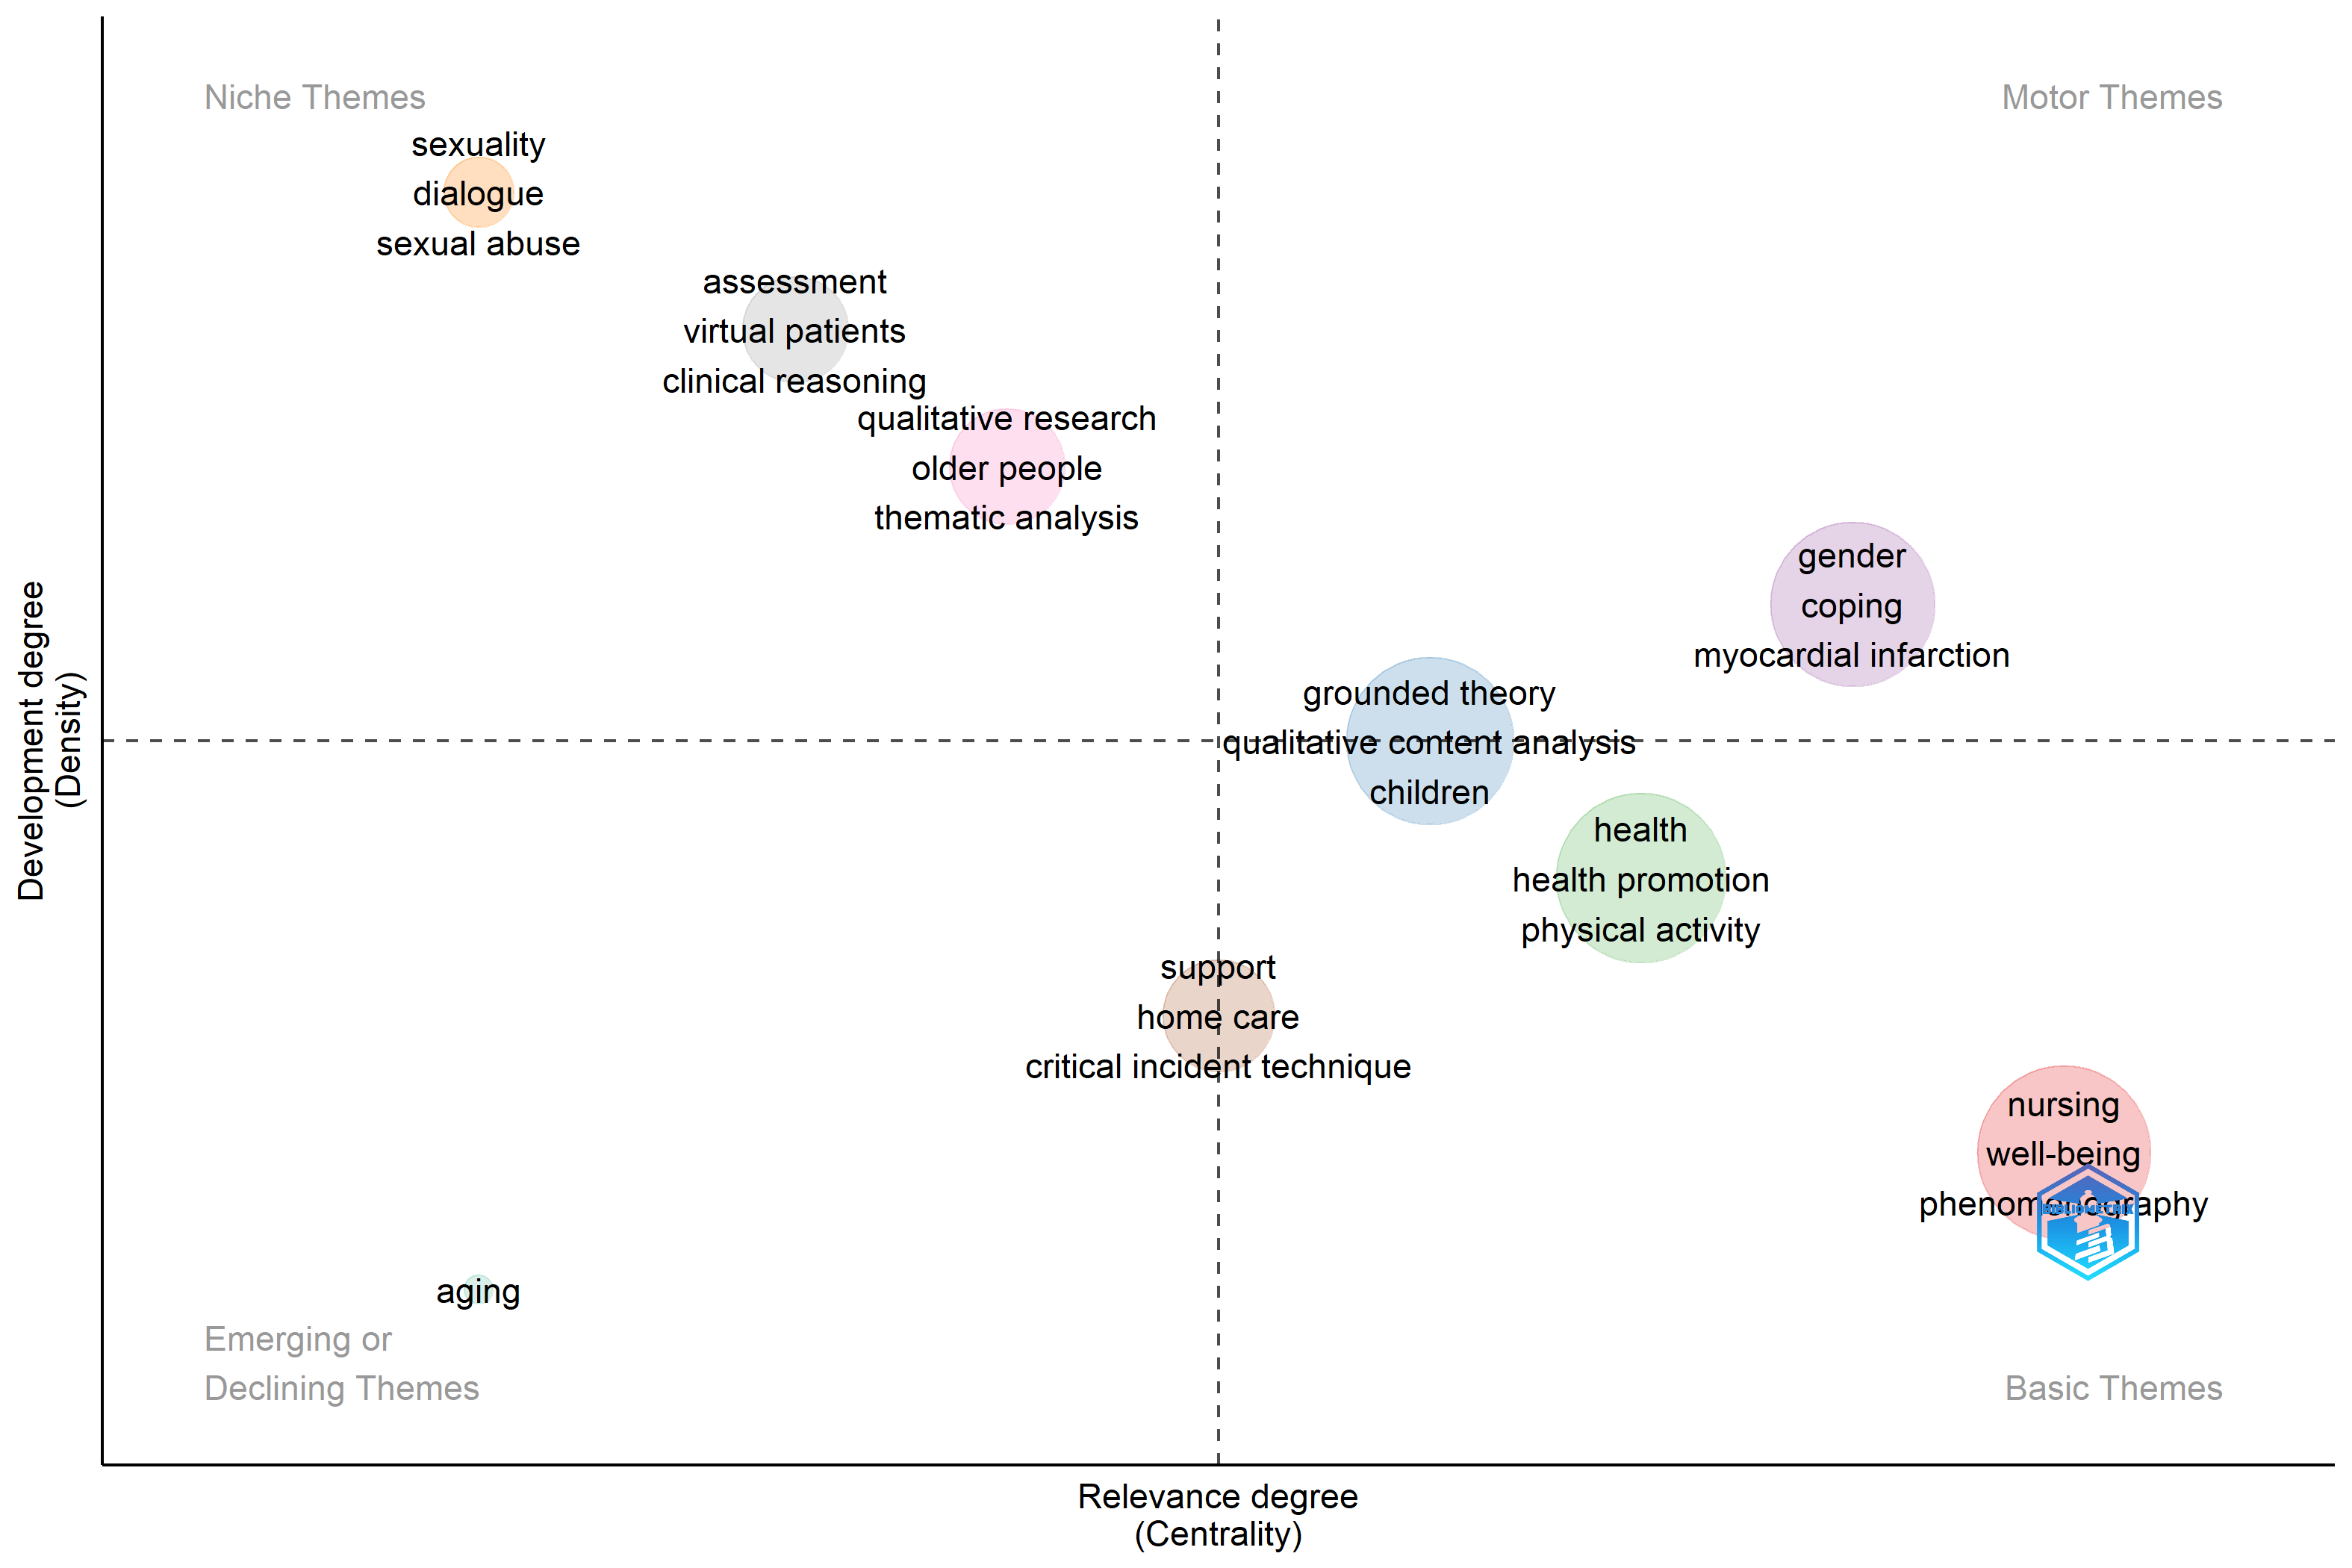 Niche Themes
Motor Themes
sexuality
dialogue
sexual abuse
assessment
virtual patients
clinical reasoning
qualitative research
older people
thematic analysis
gender
coping
myocardial infarction
grounded theory
qualitative content analysis
children
health
health promotion
physical activity
support
home care
critical incident technique
nursing
well-being
phenomenography
BIBLIOMETRIX
aging
Emerging or
Declining Themes
Basic Themes
Development degree
(Density)
Relevance degree
(Centrality)